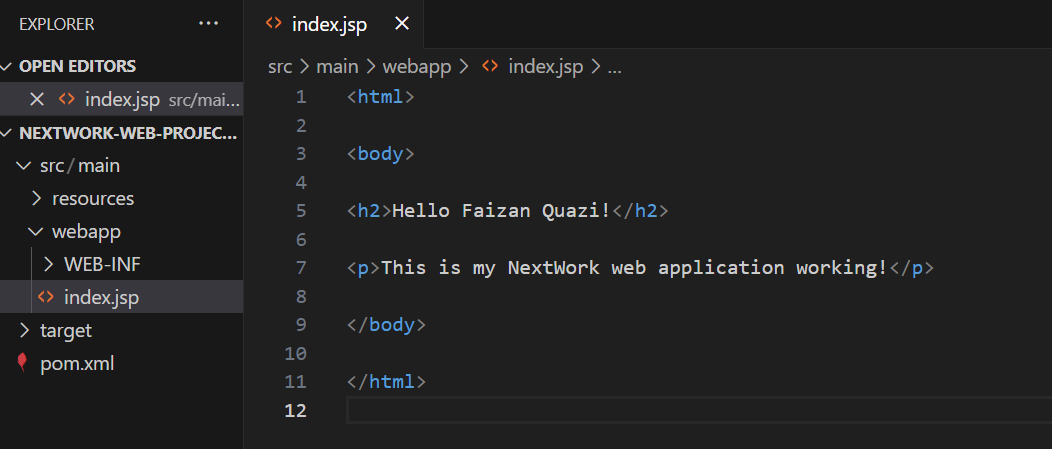 EXPLORER ...
OPEN EDITORS
index.jsp src/mai...
NEXTWORK-WEB-PROJEC...
src/main
resources
webapp
WEB-INF
index.jsp
target
pom.xml
index.jsp
src > main > webapp > <> index.jsp > ...
1 <html>
2
3 <body>
4
5 <h2>Hello Faizan Quazi!</h2>
6
7 <p>This is my NextWork web application working!</p>
8
9 </body>
10
11 </html>
12